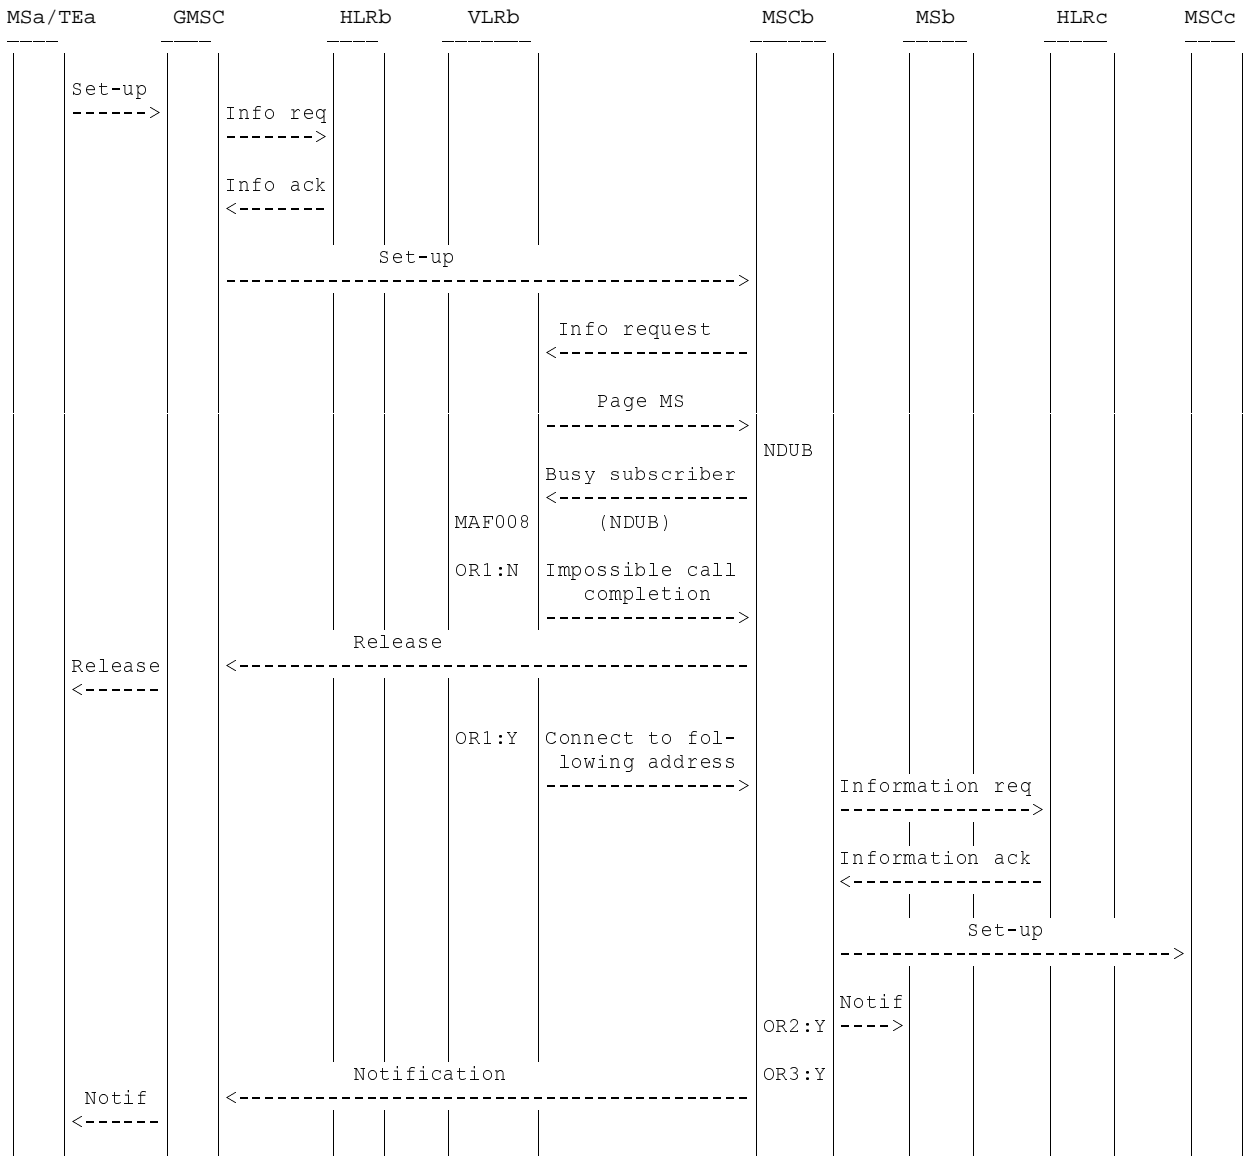 MSa/TEa GMSC HLRb VLRb MSCb MSb HLRc MSCc
Set-up
Info req
Info ack
Set-up
Info request
Page MS
NDUB
Busy subscriber
MAF008 (NDUB)
OR1:N Impossible call
completion
Release
Release
OR1:Y Connect to fol-
lowing address
Information req
Information ack
Set-up
Notif
OR2:Y
Notification OR3:Y
Notif